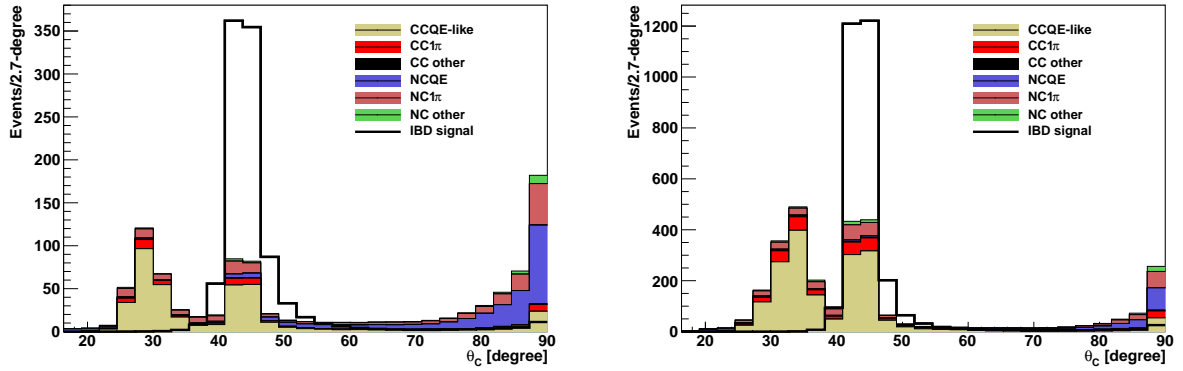 Events/2.7-degree
350
300
250
200
150
100
50
0
CCQE-like
CC1π
CC other
NCQE
NC1π
NC other
IBD signal
20 30 40 50 60 70 80 90
θC [degree]
Events/2.7-degree
1200
1000
800
600
400
200
0
CCQE-like
CC1π
CC other
NCQE
NC1π
NC other
IBD signal
20 30 40 50 60 70 80 90
θC [degree]